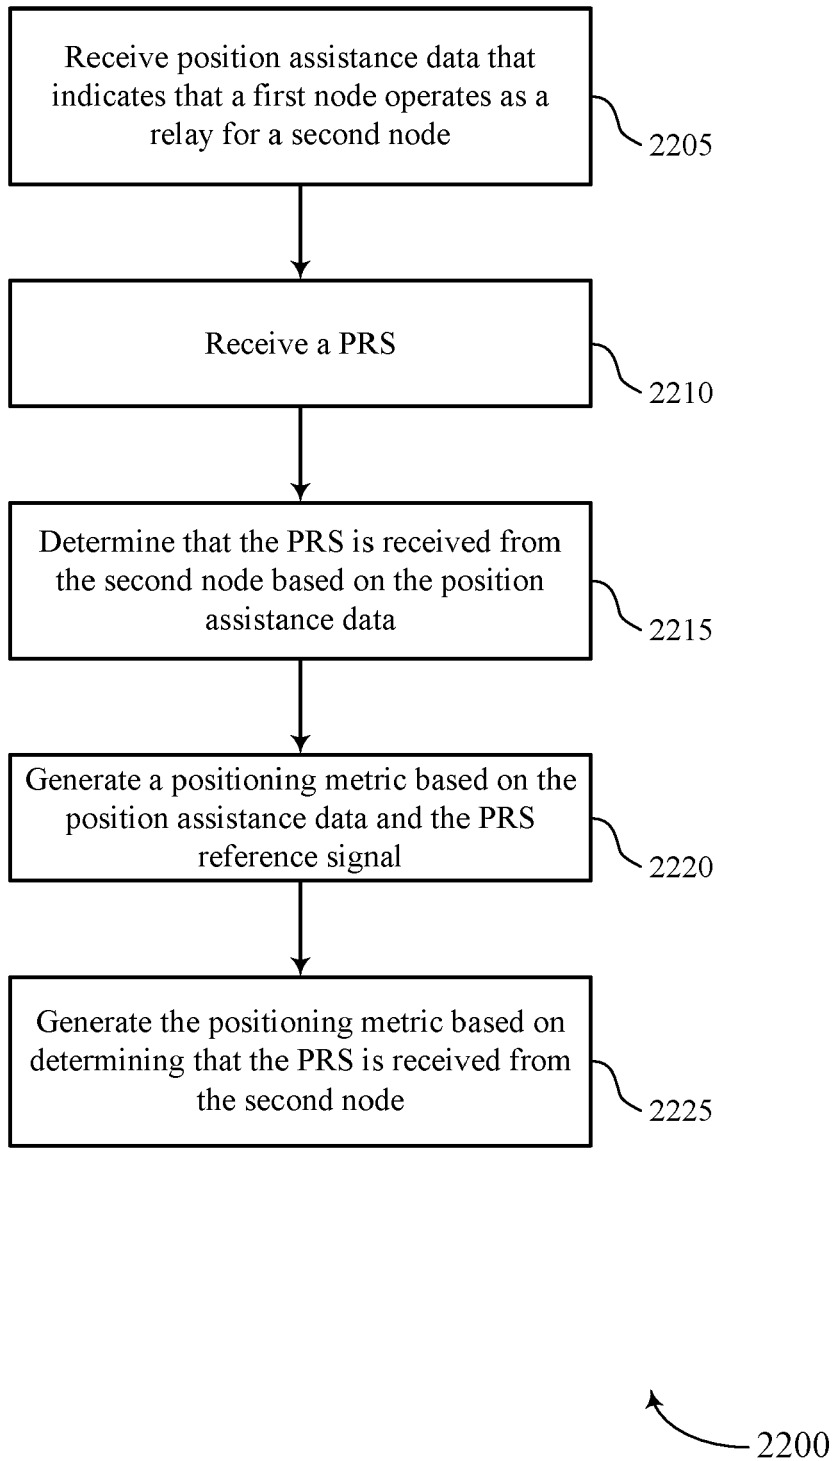 Receive position assistance data that
indicates that a first node operates as a
relay for a second node
2205
Receive a PRS
2210
Determine that the PRS is received from
the second node based on the position
assistance data
2215
Generate a positioning metric based on the
position assistance data and the PRS
reference signal
2220
Generate the positioning metric based on
determining that the PRS is received from
the second node
2225
2200